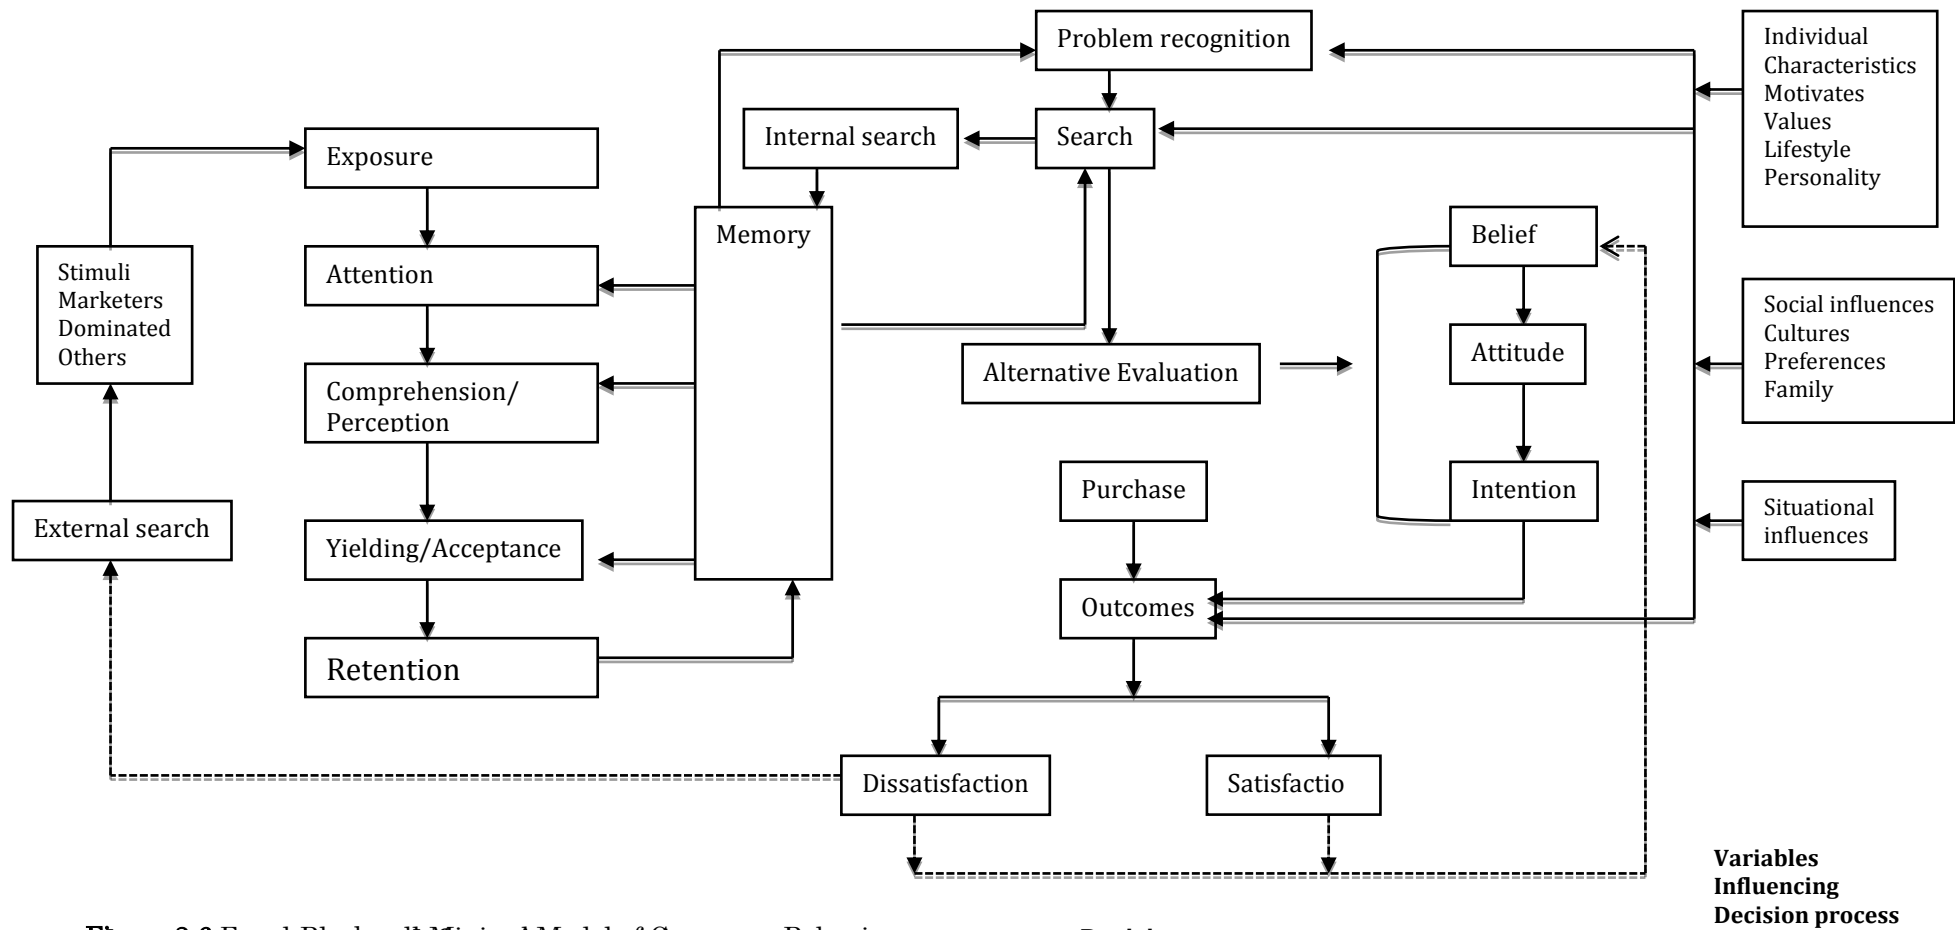 Problem recognition
Individual
Characteristics
Motivates
Values
Lifestyle
Personality
Internal search
Search
Exposure
Memory
Belief
Attention
Stimuli
Marketers
Dominated
Others
Social influences
Cultures
Preferences
Family
Attitude
Alternative Evaluation
Comprehension/
Perception
Purchase
Intention
Situational
influences
External search
Yielding/Acceptance
Outcomes
Retention
Dissatisfaction
Satisfactio
Variables
Influencing
Decision process
Model of